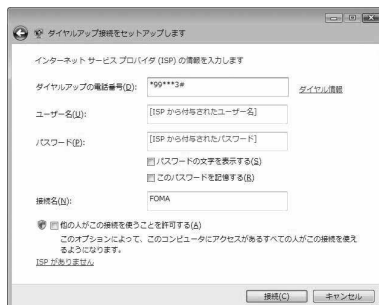 ダイヤルアップ接続をセットアップします
インターネット サービス プロバイダ (ISP) の情報を入力します
ダイヤルアップの電話番号(D): *99***3# ダイヤル情報
ユーザー名(U): [ISP から付与されたユーザー名]
パスワード(P): [ISP から付与されたパスワード]
パスワードの文字を表示する(S)
このパスワードを記憶する(R)
接続名(N): FOMA
他の人がこの接続を使うことを許可する(A)
このオプションによって、このコンピュータにアクセスがあるすべての人がこの接続を使え
るようになります。
ISP がありません
接続(C) キャンセル